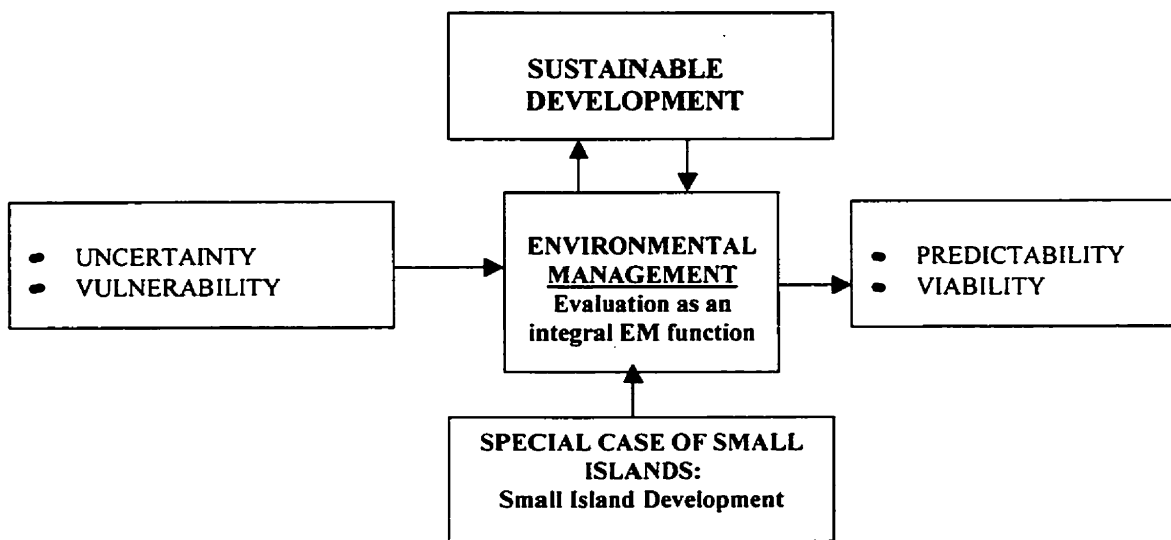 SUSTAINABLE
DEVELOPMENT
• UNCERTAINTY
• VULNERABILITY
ENVIRONMENTAL
MANAGEMENT
Evaluation as an
integral EM function
• PREDICTABILITY
• VIABILITY
SPECIAL CASE OF SMALL
ISLANDS:
Small Island Development